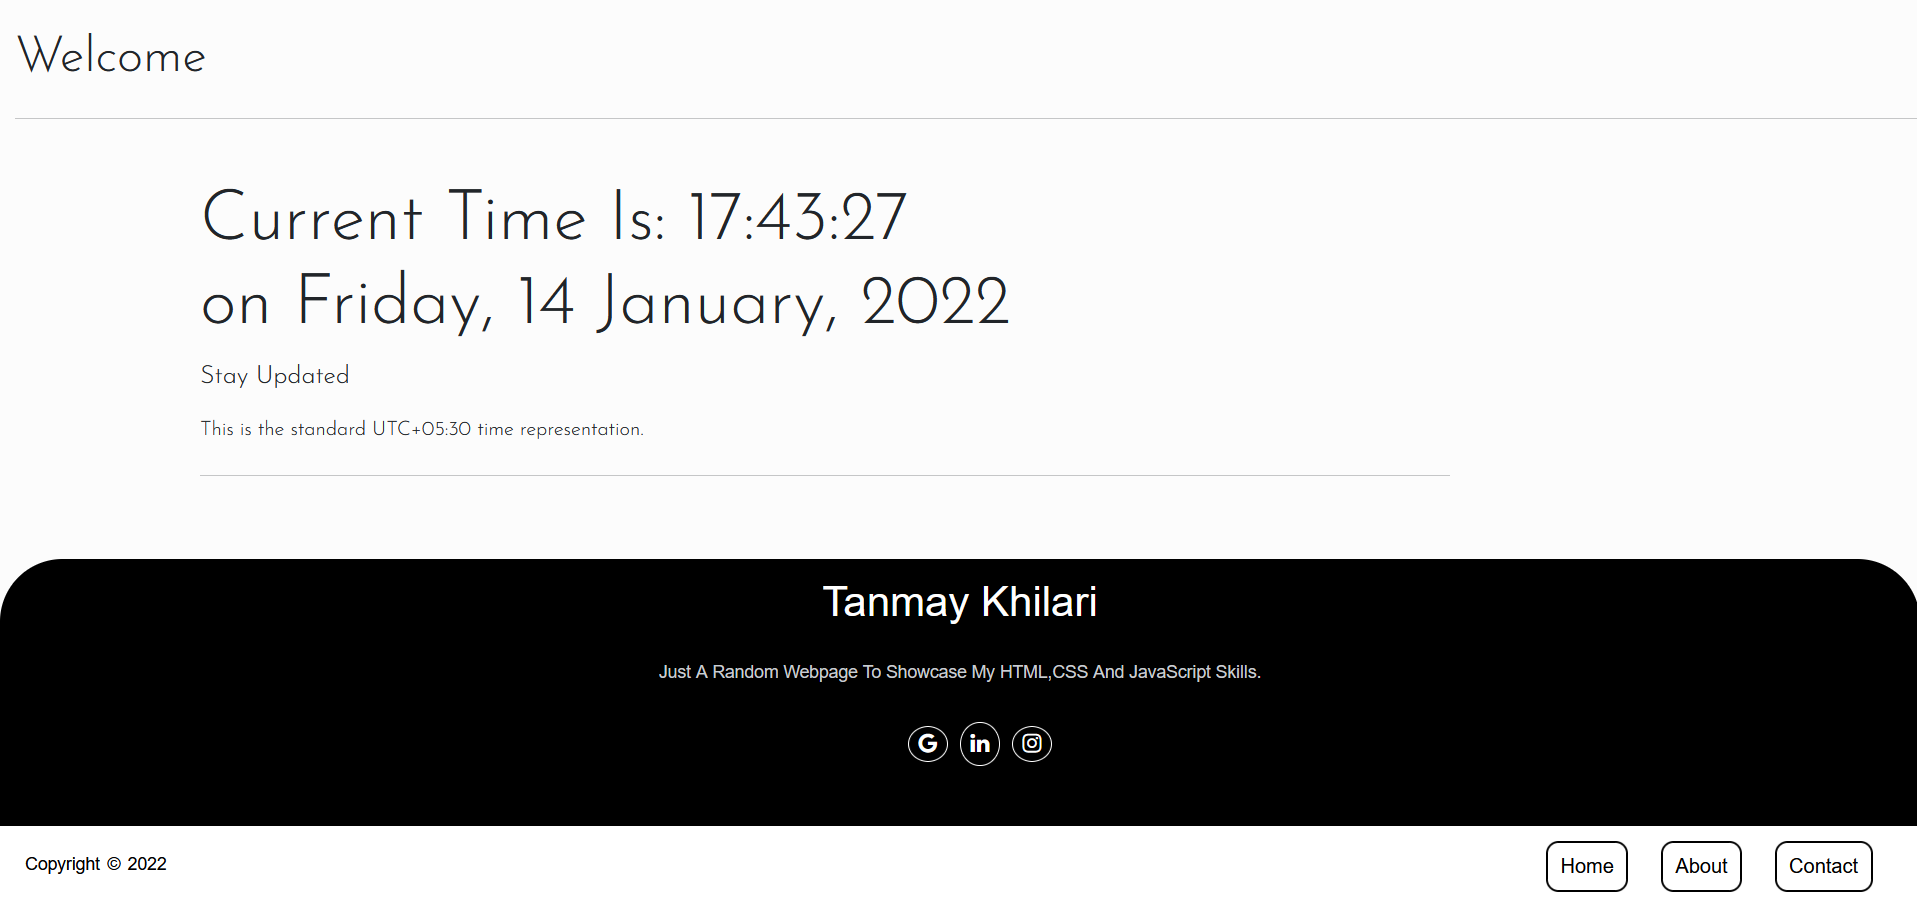 Welcome
Current Time Is: 17:43:27
on Friday, 14 January, 2022
Stay Updated
This is the standard UTC+05:30 time representation.
Tanmay Khilari
Just A Random Webpage To Showcase My HTML,CSS And JavaScript Skills.
G in
Copyright © 2022
Home About Contact